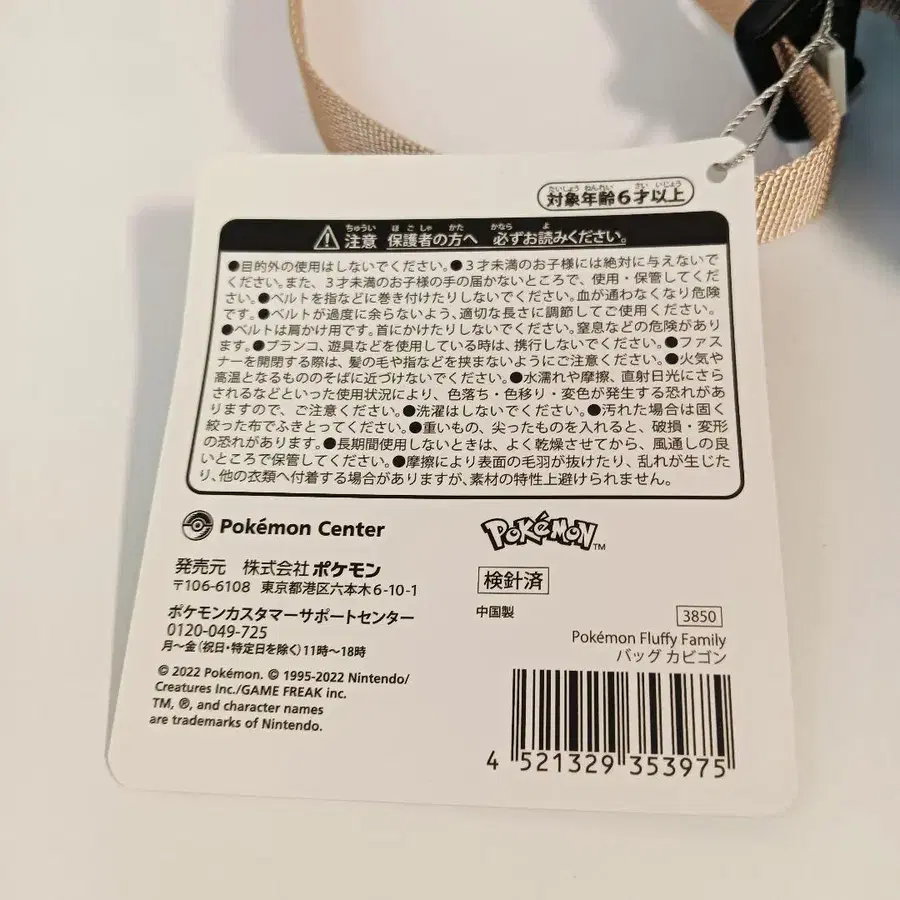 たいしょう ねんれい さい いじょう
対象年齢6才以上
ちゅうい ほごしゃ かた かなら よ
注意 保護者の方へ 必ずお読みください。
●目的外の使用はしないでください。●3才未満のお子様には絶対に与えないで
ください。また、3才未満のお子様の手の届かないところで、使用・保管してくだ
さい。●ベルトを指などに巻き付けたりしないでください。血が通わなくなり危険
です。●ベルトが過度に余らないよう、適切な長さに調節してご使用ください。
●ベルトは肩かけ用です。首にかけたりしないでください。窒息などの危険があり
ます。●ブランコ、遊具などを使用している時は、携行しないでください。●ファス
ナーを開閉する際は、髪の毛や指などを挟まないようにご注意ください。●火気や
高温となるもののそばに近づけないでください。●水濡れや摩擦、直射日光にさら
されるなどといった使用状況により、色落ち・色移り・変色が発生する恐れがあ
りますので、ご注意ください。●洗濯はしないでください。●汚れた場合は固く
絞った布でふきとってください。●重いもの、尖ったものを入れると、破損・変形
の恐れがあります。●長期間使用しないときは、よく乾燥させてから、風通しの良
いところで保管してください。●摩擦により表面の毛羽が抜けたり、乱れが生じた
り、他の衣類へ付着する場合がありますが、素材の特性上避けられません。
Pokémon Center
POKéMON TM
発売元 株式会社ポケモン
〒106-6108 東京都港区六本木6-10-1
検針済
ポケモンカスタマーサポートセンター
0120-049-725
月〜金(祝日・特定日を除く)11時〜18時
中国製
3850
Pokémon Fluffy Family
バッグ カビゴン
© 2022 Pokémon. © 1995-2022 Nintendo/
Creatures Inc./GAME FREAK inc.
TM, ®, and character names
are trademarks of Nintendo.
4 521329 353975